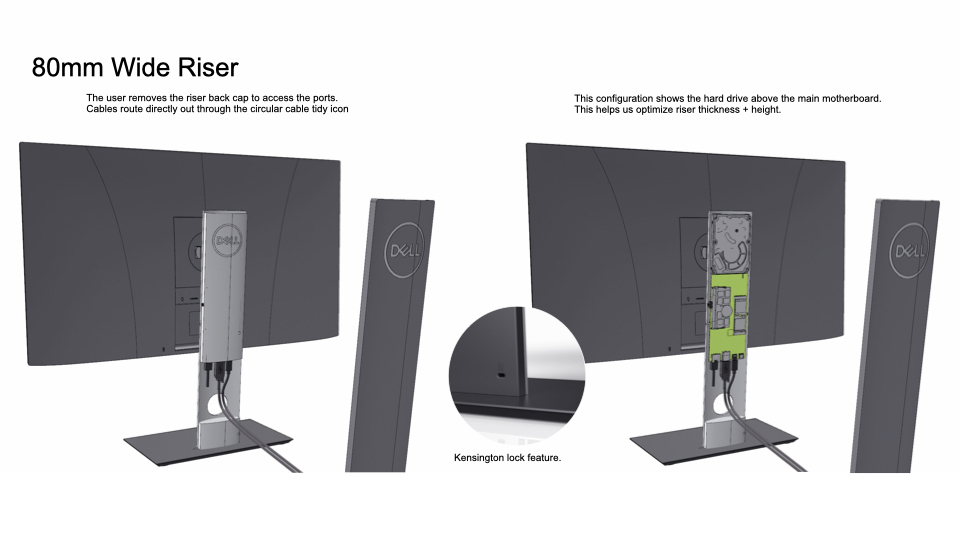 80mm Wide Riser
The user removes the riser back cap to access the ports.
Cables route directly out through the circular cable tidy icon
This configuration shows the hard drive above the main motherboard.
This helps us optimize riser thickness + height.
DELL
DELL
DELL
Kensington lock feature.